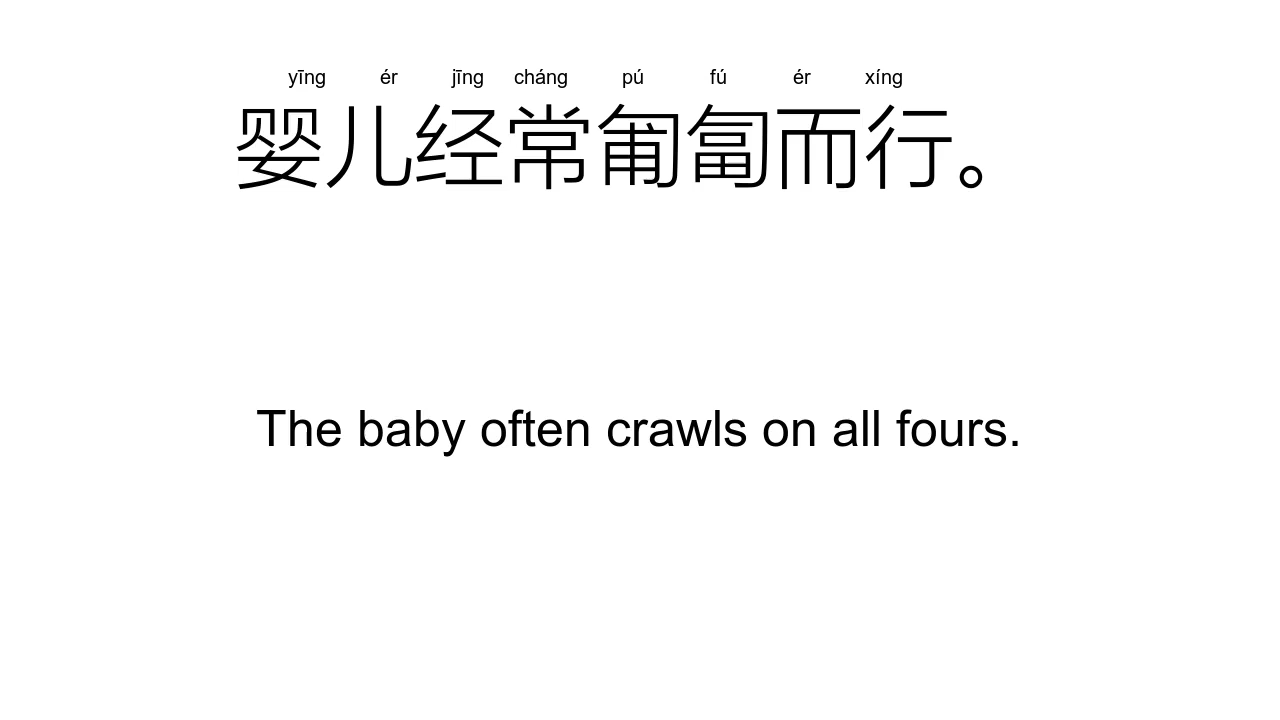 yīng ér jīng cháng pú fú ér xíng
婴儿经常匍匐而行。
The baby often crawls on all fours.